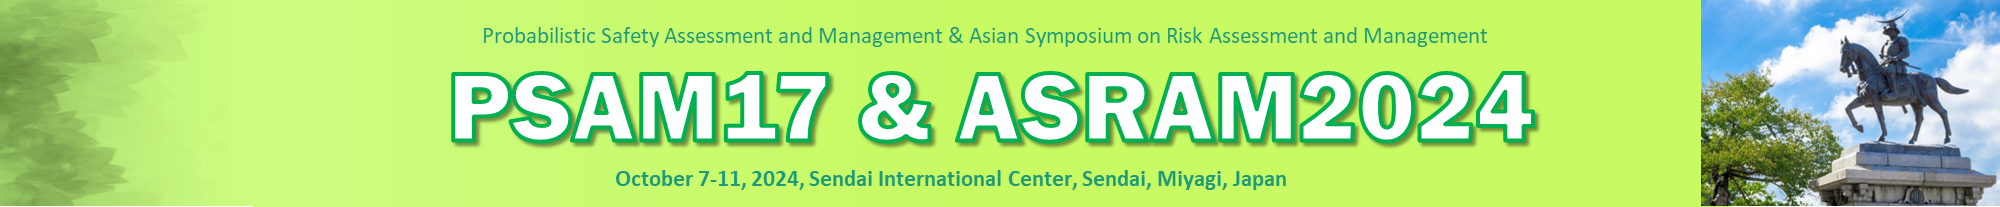 Probabilistic Safety Assessment and Management & Asian Symposium on Risk Assessment and Management
PSAM17 & ASRAM2024
October 7-11, 2024, Sendai International Center, Sendai, Miyagi, Japan